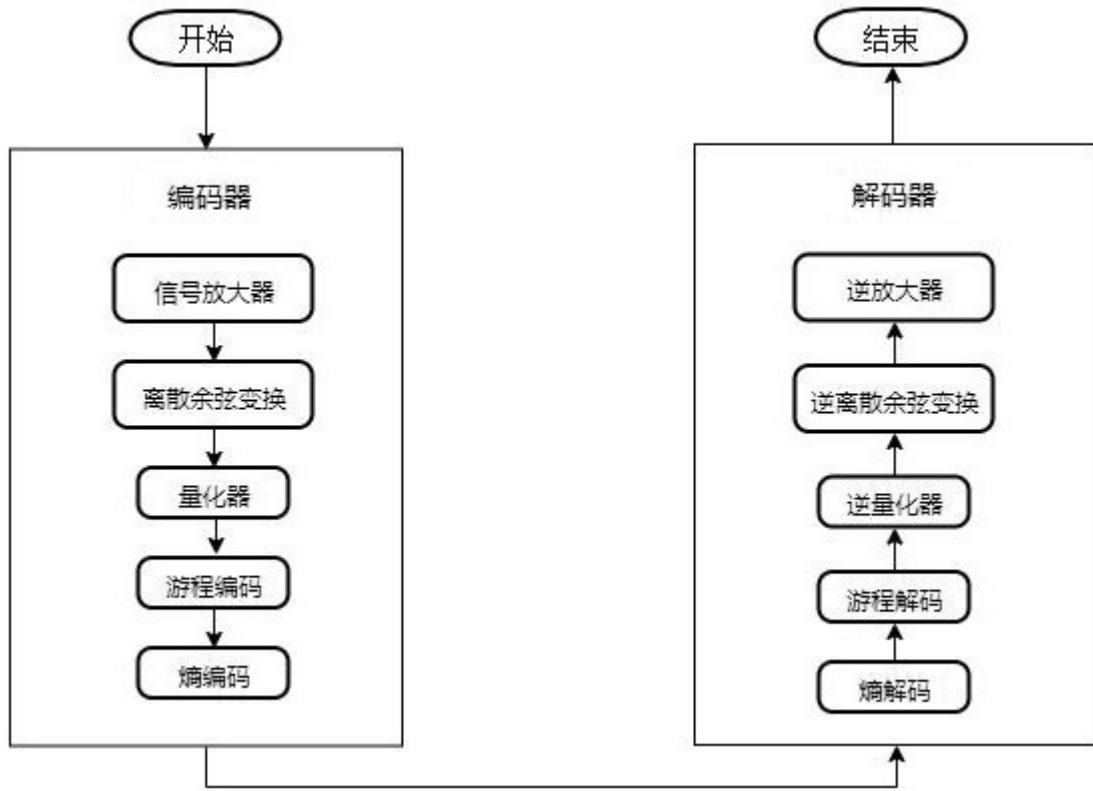 开始
编码器
信号放大器
离散余弦变换
量化器
游程编码
熵编码
结束
解码器
逆放大器
逆离散余弦变换
逆量化器
游程解码
熵解码